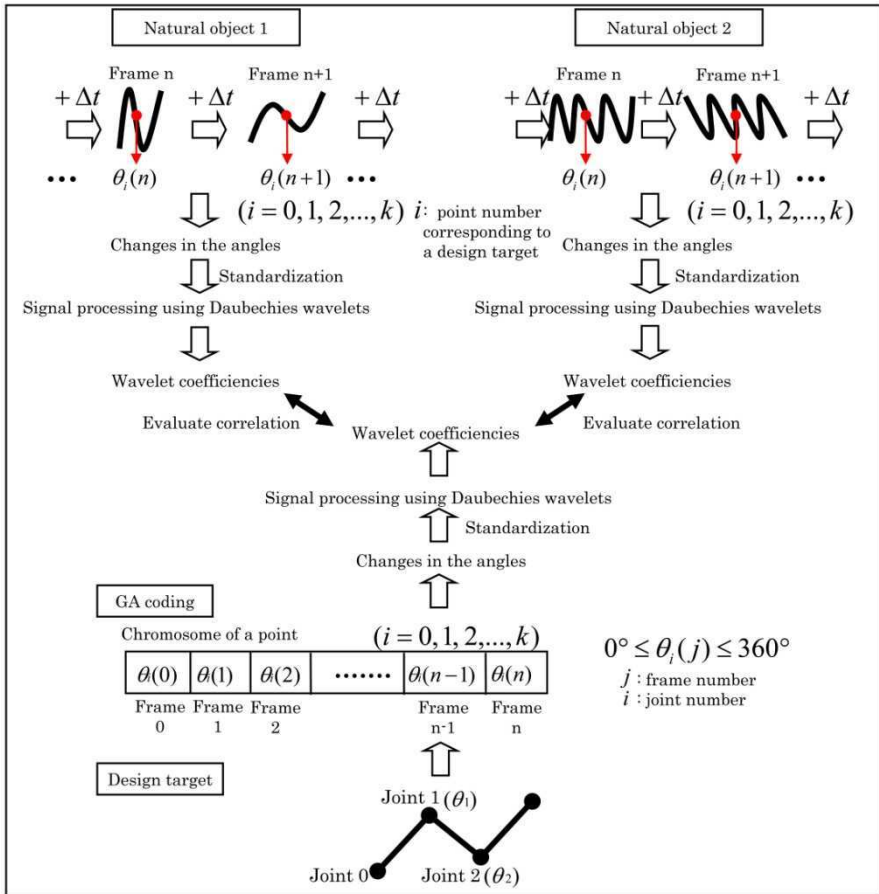 Natural object 1
Natural object 2
Frame n
Frame n+1
Frame n
Frame n+1
+ Δt
+ Δt
+ Δt
+ Δt
+ Δt
+ Δt
••• θi(n) θi(n+1) •••
θi(n) θi(n+1) •••
(i = 0, 1, 2,..., k)
i: point number
corresponding to
a design target
(i = 0, 1, 2,..., k)
Changes in the angles
Changes in the angles
Standardization
Standardization
Signal processing using Daubechies wavelets
Signal processing using Daubechies wavelets
Wavelet coefficiencies
Wavelet coefficiencies
Evaluate correlation
Evaluate correlation
Wavelet coefficiencies
Signal processing using Daubechies wavelets
Standardization
Changes in the angles
GA coding
Chromosome of a point
(i = 0, 1, 2,..., k)
θi(0) θi(1) θi(2) ••••••• θi(n−1) θi(n)
Frame 0
Frame 1
Frame 2
Frame n-1
Frame n
0° ≤ θi(j) ≤ 360°
j : frame number
i : joint number
Design target
Joint 1(θ1)
Joint 0
Joint 2(θ2)